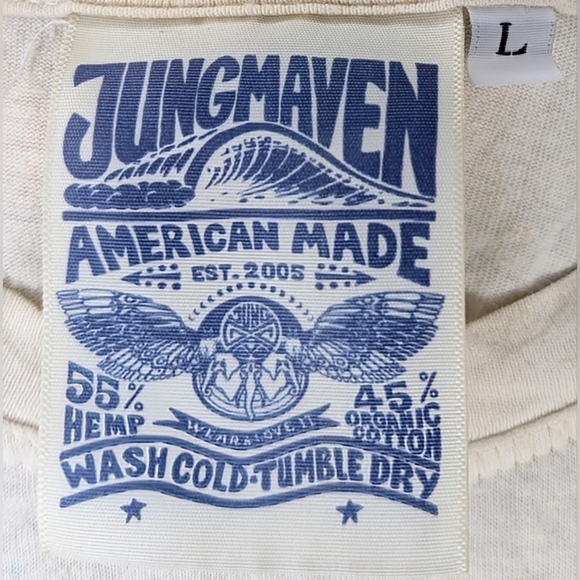 L
JUNGMAVEN
AMERICAN MADE
EST. 2005
55% HEMP
45% ORGANIC COTTON
WASH COLD·TUMBLE DRY